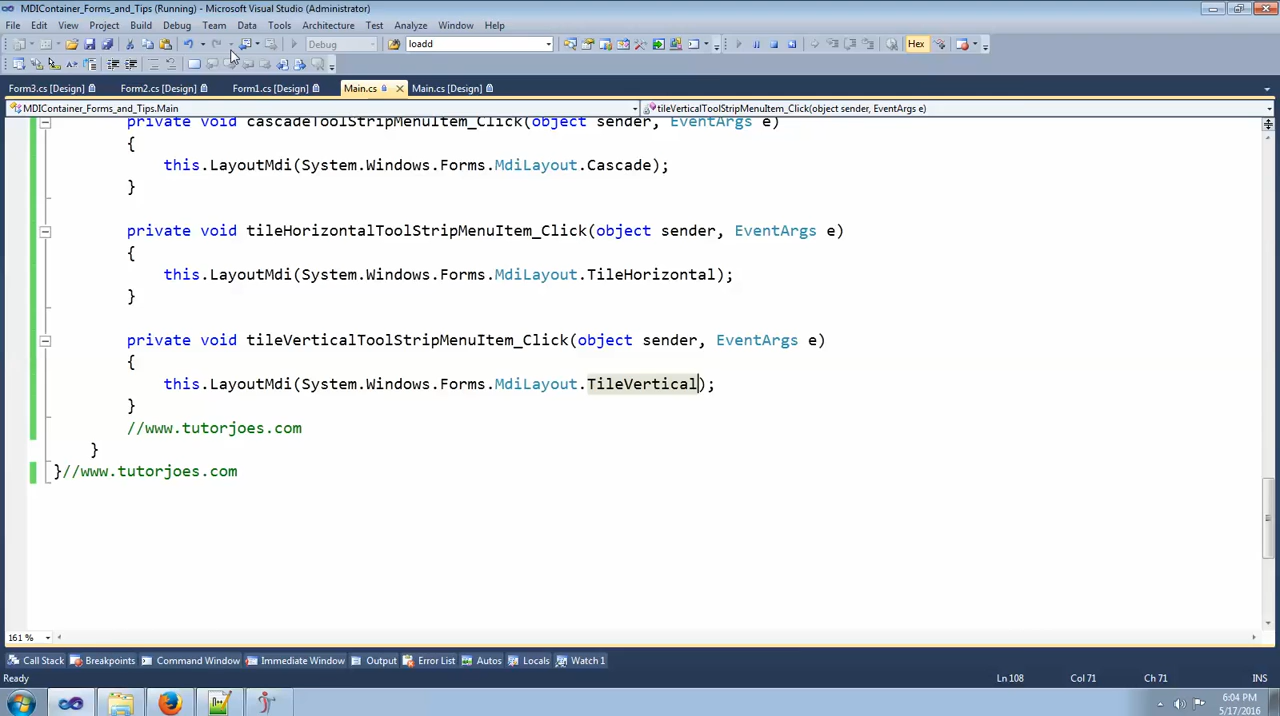 MDIContainer_Forms_and_Tips (Running) - Microsoft Visual Studio (Administrator)
File Edit View Project Build Debug Team Data Tools Architecture Test Analyze Window Help
Debug loadd Hex
Form3.cs [Design] Form2.cs [Design] Form1.cs [Design] Main.cs Main.cs [Design]
MDIContainer_Forms_and_Tips.Main tileVerticalToolStripMenuItem_Click(object sender, EventArgs e)
private void cascadeToolStripMenuItem_Click(object sender, EventArgs e)
{
this.LayoutMdi(System.Windows.Forms.MdiLayout.Cascade);
}
private void tileHorizontalToolStripMenuItem_Click(object sender, EventArgs e)
{
this.LayoutMdi(System.Windows.Forms.MdiLayout.TileHorizontal);
}
private void tileVerticalToolStripMenuItem_Click(object sender, EventArgs e)
{
this.LayoutMdi(System.Windows.Forms.MdiLayout.TileVertical);
}
//www.tutorjoes.com
}
}//www.tutorjoes.com
161 %
Call Stack Breakpoints Command Window Immediate Window Output Error List Autos Locals Watch 1
Ready Ln 108 Col 71 Ch 71 INS
6:04 PM
5/17/2016